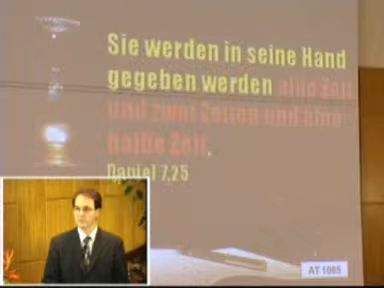 Sie werden in seine Hand
gegeben werden eine Zeit
und zwei Zeiten und eine
halbe Zeit.
Daniel 7,25
AT 1085